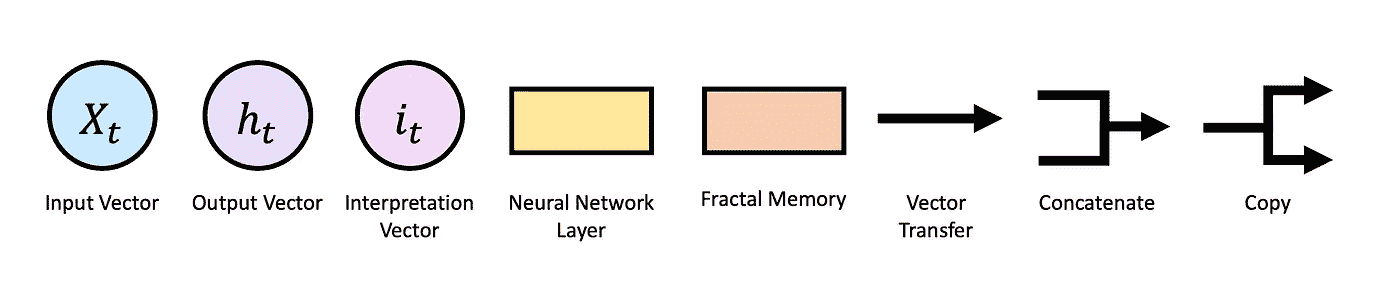 X_t
h_t
i_t
Input Vector
Output Vector
Interpretation
Vector
Neural Network
Layer
Fractal Memory
Vector
Transfer
Concatenate
Copy